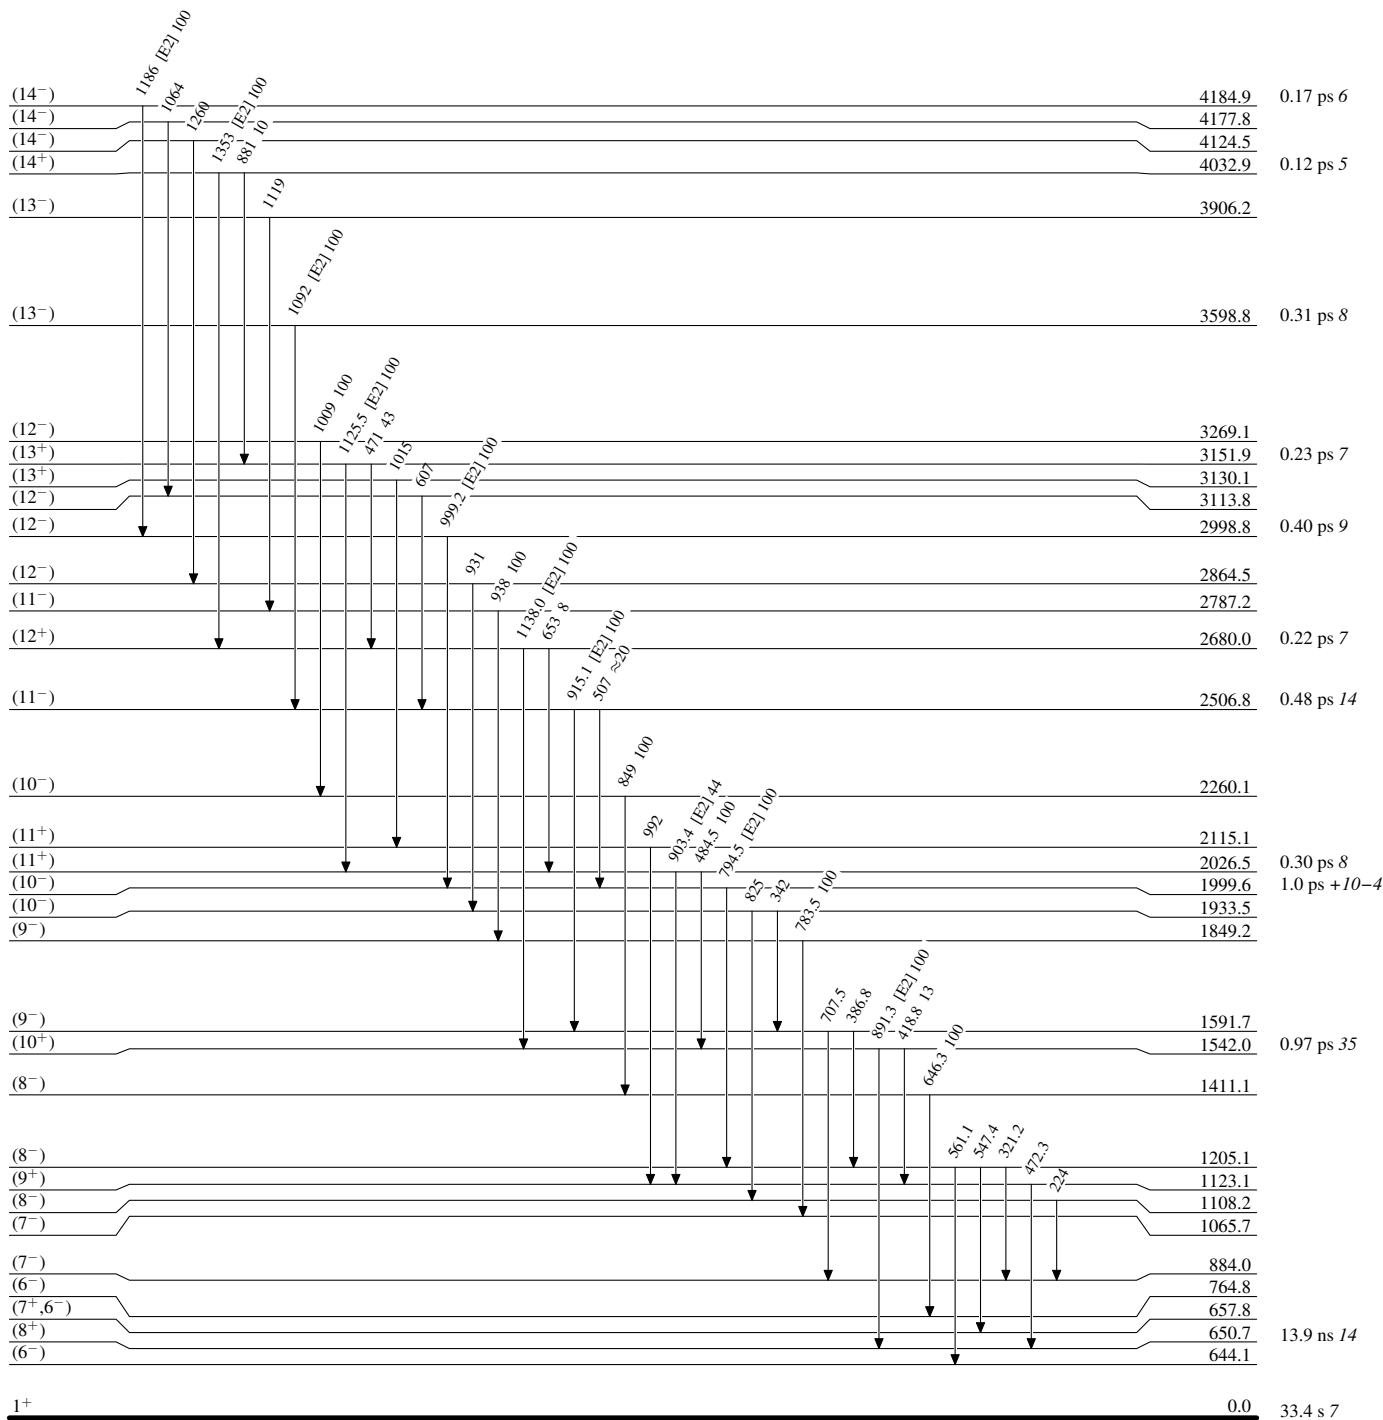 1186 [E2] 100
1064
1260
1353 [E2] 100
881 10
(14⁻) 4184.9 0.17 ps 6
(14⁻) 4177.8
(14⁻) 4124.5
(14⁺) 4032.9 0.12 ps 5
1119
(13⁻) 3906.2
1092 [E2] 100
(13⁻) 3598.8 0.31 ps 8
1009 100
1125.5 [E2] 100
471 43
1015
607
(12⁻) 3269.1
(13⁺) 3151.9 0.23 ps 7
(13⁺) 3130.1
(12⁻) 3113.8
999.2 [E2] 100
(12⁻) 2998.8 0.40 ps 9
931
938 100
(12⁻) 2864.5
(11⁻) 2787.2
1138.0 [E2] 100
653 8
(12⁺) 2680.0 0.22 ps 7
915.1 [E2] 100
507 ≈20
(11⁻) 2506.8 0.48 ps 14
849 100
(10⁻) 2260.1
992
903.4 [E2] 44
484.5 100
794.5 [E2] 100
825
342
783.5 100
(11⁺) 2115.1
(11⁺) 2026.5 0.30 ps 8
(10⁻) 1999.6 1.0 ps +10−4
(10⁻) 1933.5
(9⁻) 1849.2
707.5
386.8
891.3 [E2] 100
418.8 13
646.3 100
(9⁻) 1591.7
(10⁺) 1542.0 0.97 ps 35
(8⁻) 1411.1
561.1
547.4
321.2
472.3
224
(8⁻) 1205.1
(9⁺) 1123.1
(8⁻) 1108.2
(7⁻) 1065.7
(7⁻) 884.0
(6⁻) 764.8
(7⁺,6⁻) 657.8
(8⁺) 650.7 13.9 ns 14
(6⁻) 644.1
1⁺ 0.0 33.4 s 7